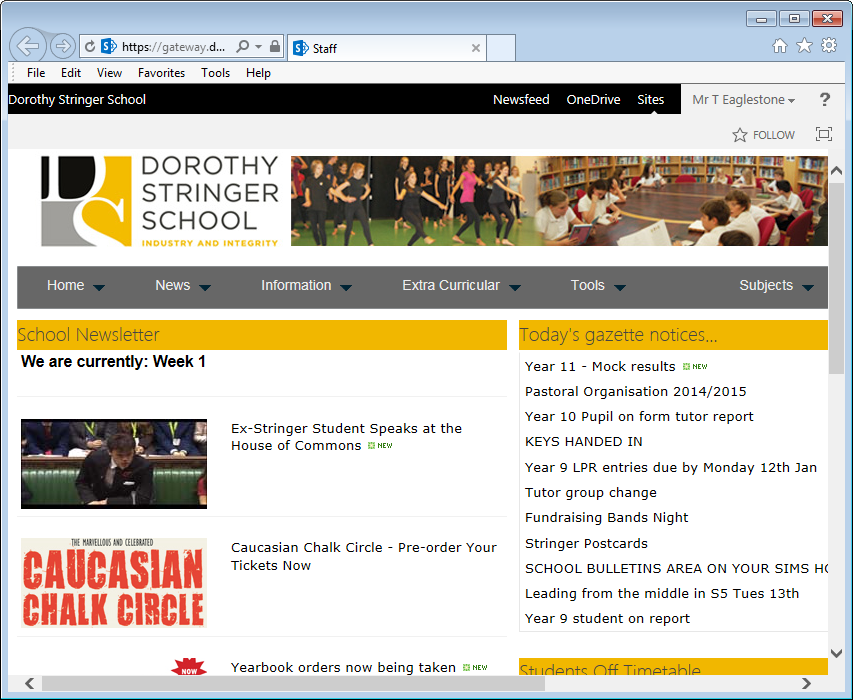 https://gateway.d...
Staff
File Edit View Favorites Tools Help
Dorothy Stringer School
Newsfeed OneDrive Sites
Mr T Eaglestone
?
FOLLOW
DOROTHY
STRINGER
SCHOOL
INDUSTRY AND INTEGRITY
Home News Information Extra Curricular Tools Subjects
School Newsletter
We are currently: Week 1
Ex-Stringer Student Speaks at the
House of Commons NEW
THE MARVELLOUS AND CELEBRATED
CAUCASIAN
CHALK CIRCLE
Caucasian Chalk Circle - Pre-order Your
Tickets Now
NOW
Yearbook orders now being taken NEW
Today's gazette notices...
Year 11 - Mock results NEW
Pastoral Organisation 2014/2015
Year 10 Pupil on form tutor report
KEYS HANDED IN
Year 9 LPR entries due by Monday 12th Jan
Tutor group change
Fundraising Bands Night
Stringer Postcards
SCHOOL BULLETINS AREA ON YOUR SIMS HO
Leading from the middle in S5 Tues 13th
Year 9 student on report
Students Off Timetable